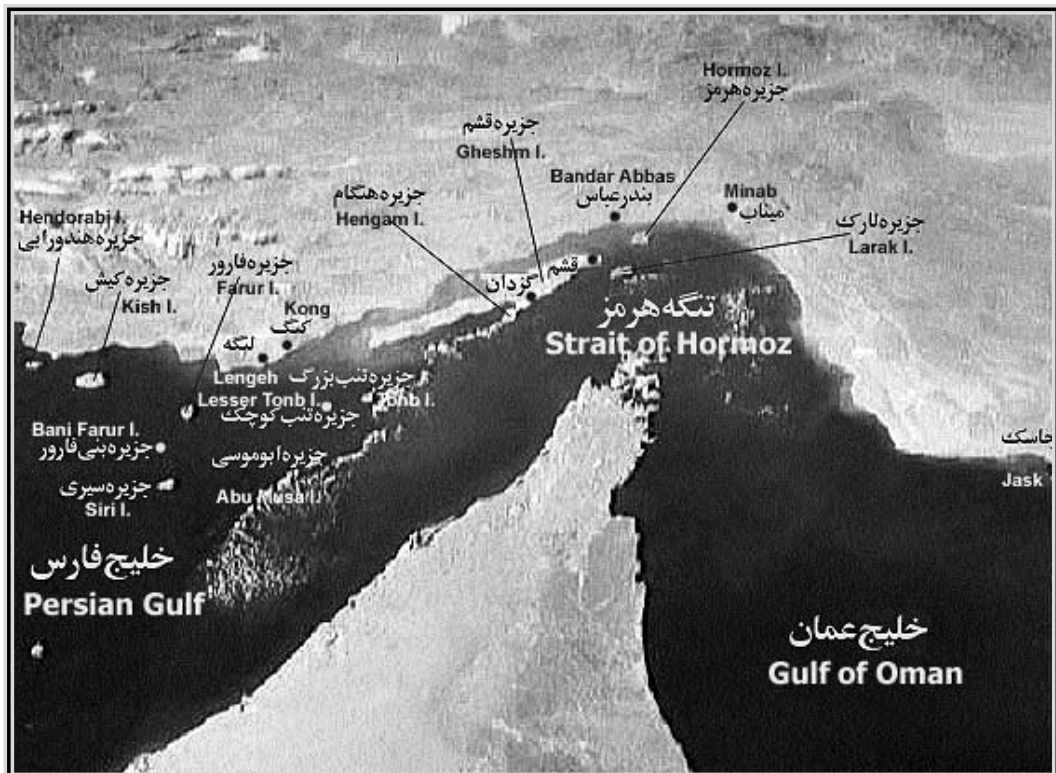 Hormoz I.
جزیره هرمز
جزیره قشم
Gheshm I.
Bandar Abbas
بندرعباس
Minab
میناب
جزیره هنگام
Hengam I.
جزیره لارک
Larak I.
Hendorabi I.
جزیره هندورابی
جزیره فارور
Farur I.
جزیره کیش
Kish I.
قشم
گزدان
Kong
کنگ
لنگه
Lengeh
تنگه هرمز
Strait of Hormoz
جزیره تنب بزرگ
Tonb I.
Lesser Tonb I.
جزیره تنب کوچک
Bani Farur I.
جزیره بنی فارور
جزیره ابوموسی
Abu Musa I.
جاسک
Jask
جزیره سیری
Siri I.
خلیج فارس
Persian Gulf
خلیج عمان
Gulf of Oman